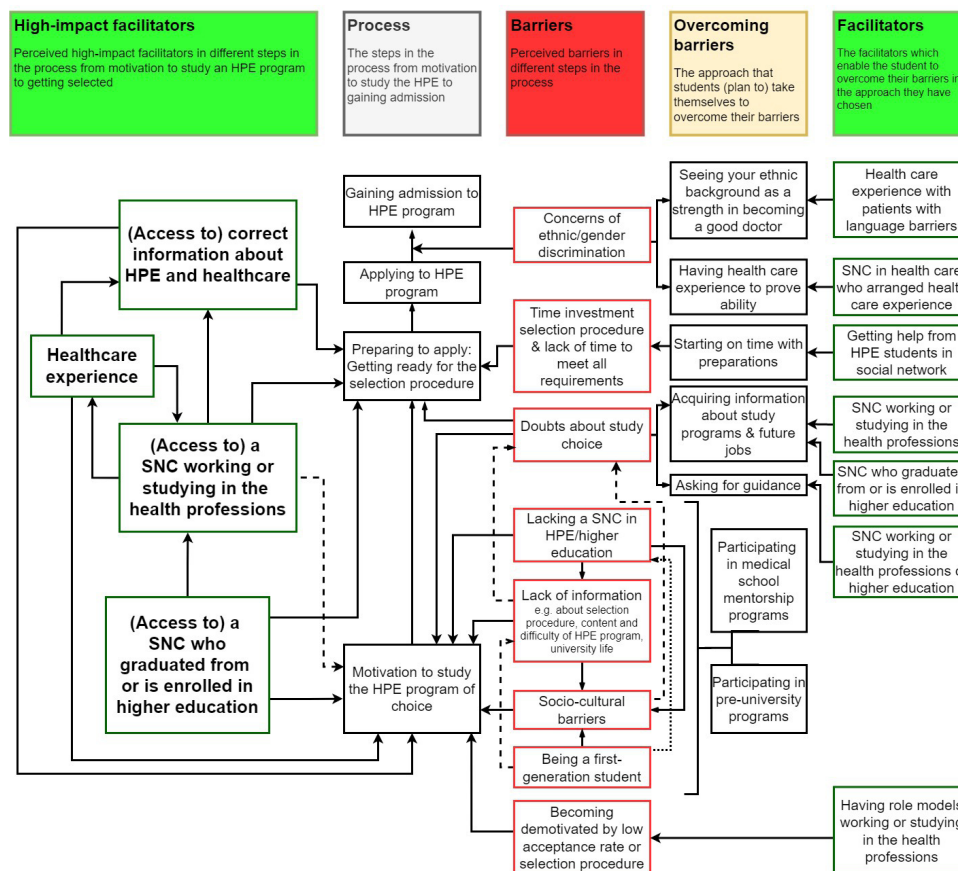 High-impact facilitators
Perceived high-impact facilitators in different steps in
the process from motivation to study an HPE program
to getting selected
Process
The steps in the
process from motivation
to study the HPE to
gaining admission
Barriers
Perceived barriers in
different steps in the
process
Overcoming
barriers
The approach that
students (plan to) take
themselves to
overcome their barriers
Facilitators
The facilitators which
enable the student to
overcome their barriers in
the approach they have
chosen
(Access to) correct
information about
HPE and healthcare
Healthcare
experience
(Access to) a
SNC working or
studying in the
health professions
(Access to) a
SNC who
graduated from
or is enrolled in
higher education
Gaining admission to
HPE program
Applying to HPE
program
Preparing to apply:
Getting ready for the
selection procedure
Motivation to study
the HPE program of
choice
Concerns of
ethnic/gender
discrimination
Time investment
selection procedure
& lack of time to
meet all
requirements
Doubts about study
choice
Lacking a SNC in
HPE/higher
education
Lack of information
e.g. about selection
procedure, content and
difficulty of HPE program,
university life
Socio-cultural
barriers
Being a first-
generation student
Becoming
demotivated by low
acceptance rate or
selection procedure
Seeing your ethnic
background as a
strength in becoming
a good doctor
Having health care
experience to prove
ability
Starting on time with
preparations
Acquiring information
about study
programs & future
jobs
Asking for guidance
Participating
in medical
school
mentorship
programs
Participating in
pre-university
programs
Health care
experience with
patients with
language barriers
SNC in health care
who arranged health
care experience
Getting help from
HPE students in
social network
SNC working or
studying in the
health professions
SNC who
from or is enrolled
higher education
SNC working or
studying in the
health professions
higher education
Having role models
working or studying
in the health
professions